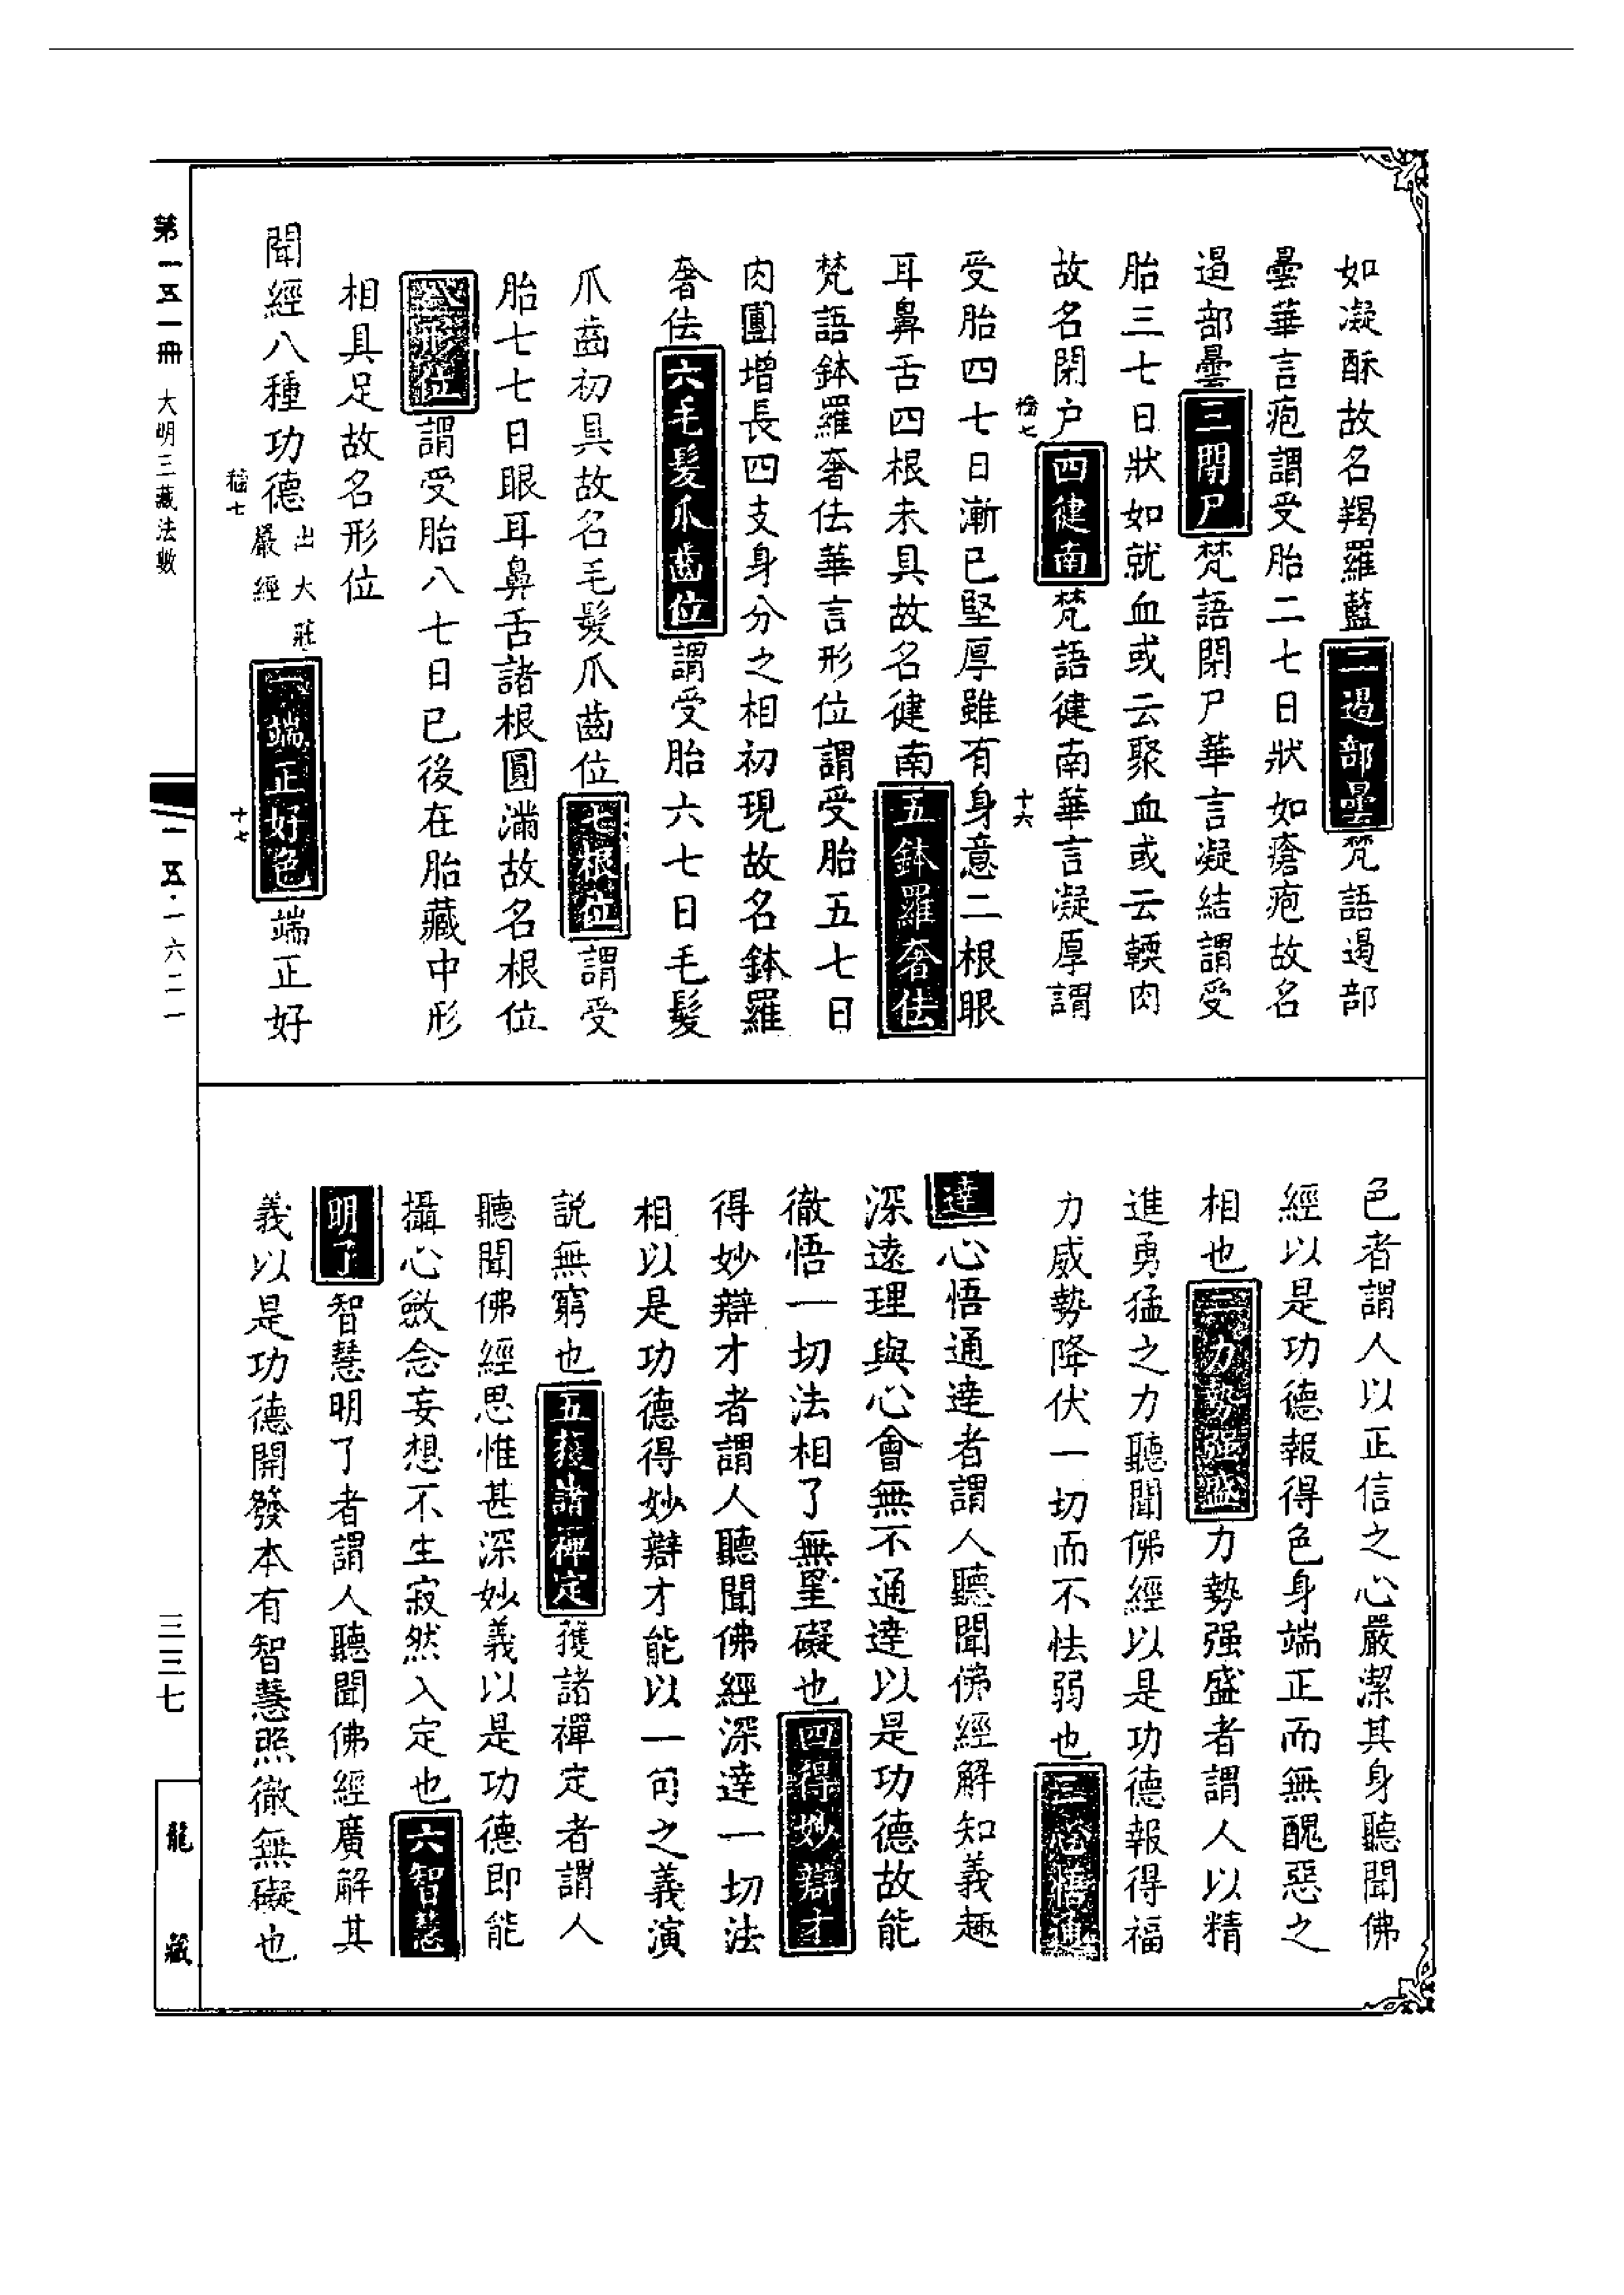 如凝酥故名羯羅藍二遏部曇梵語遏部
曇華言疱謂受胎二七日狀如瘡疱故名
遏部曇三閉尸梵語閉尸華言凝結謂受
胎三七日狀如就血或云聚血或云輭肉
故名閉户四健南梵語健南華言凝厚謂
受胎四七日漸已堅厚雖有身意二根眼
耳鼻舌四根未具故名健南五鉢羅奢佉
梵語鉢羅奢佉華言形位謂受胎五七日
肉團增長四支身分之相初現故名鉢羅
奢佉六毛髮爪齒位謂受胎六七日毛髮
爪齒初具故名毛髮爪齒位七根位謂受
胎七七日眼耳鼻舌諸根圓滿故名根位
八形位謂受胎八七日已後在胎藏中形
相具足故名形位
聞經八種功德出大莊嚴經一端正好色端正好
色者謂人以正信之心嚴潔其身聽聞佛
經以是功德報得色身端正而無醜惡之
相也二力勢强盛力勢强盛者謂人以精
進勇猛之力聽聞佛經以是功德報得福
力威勢降伏一切而不怯弱也三心悟通
達心悟通達者謂人聽聞佛經解知義趣
深遠理與心會無不通達以是功德故能
徹悟一切法相了無罣礙也四得妙辯才
得妙辯才者謂人聽聞佛經深達一切法
相以是功德得妙辯才能以一句之義演
説無窮也五獲諸禪定獲諸禪定者謂人
聽聞佛經思惟甚深妙義以是功德即能
攝心斂念妄想不生寂然入定也六智慧
明了智慧明了者謂人聽聞佛經廣解其
義以是功德開發本有智慧照徹無礙也
第一五一冊 大明三藏法數
一五·一六二一
三三七
龍藏
十六
十七